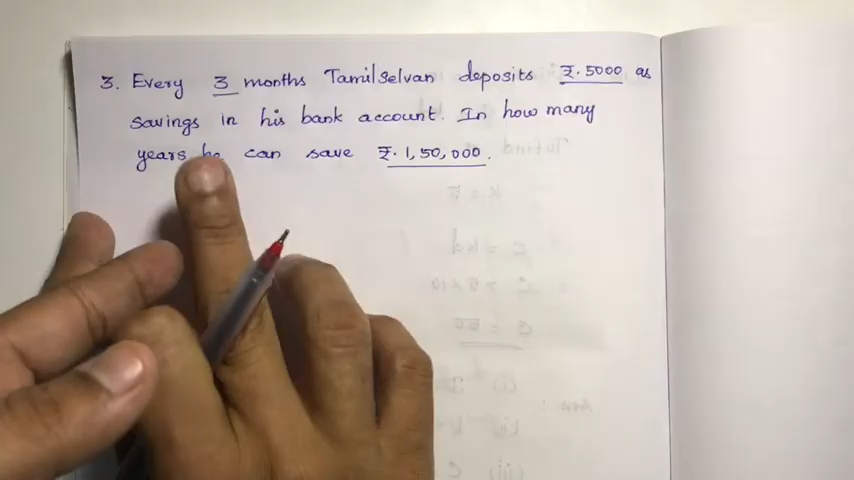 3. Every 3 months Tamilselvan deposits ₹.5000 as
savings in his bank account. In how many
years he can save ₹.1,50,000.